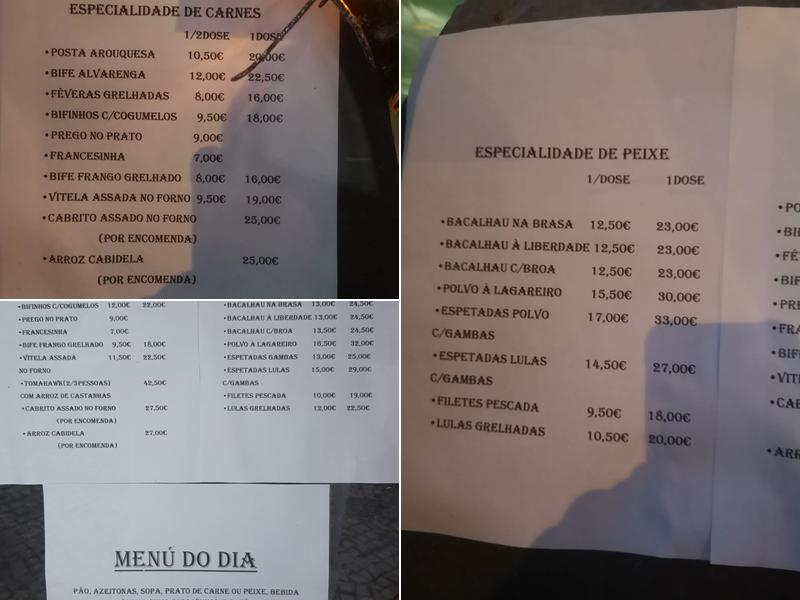 ESPECIALIDADE DE CARNES
1/2DOSE 1DOSE
•POSTA AROUQUESA 10,50€ 20,00€
•BIFE ALVARENGA 12,00€ 22,50€
•FÊVERAS GRELHADAS 8,00€ 16,00€
•BIFINHOS C/COGUMELOS 9,50€ 18,00€
•PREGO NO PRATO 9,00€
•FRANCESINHA 7,00€
•BIFE FRANGO GRELHADO 8,00€ 16,00€
•VITELA ASSADA NO FORNO 9,50€ 19,00€
•CABRITO ASSADO NO FORNO 25,00€
(POR ENCOMENDA)
•ARROZ CABIDELA 25,00€
(POR ENCOMENDA)
•BIFINHOS C/COGUMELOS 12,00€ 22,00€
•PREGO NO PRATO 9,00€
•FRANCESINHA 7,00€
•BIFE FRANGO GRELHADO 9,50€ 18,00€
•VITELA ASSADA 11,50€ 22,50€
NO FORNO
•TOMAHAWK(2/3PESSOAS) 42,50€
COM ARROZ DE CASTANHAS
•CABRITO ASSADO NO FORNO 27,50€
(POR ENCOMENDA)
•ARROZ CABIDELA 27,00€
(POR ENCOMENDA)
•BACALHAU NA BRASA 13,00€ 24,50€
•BACALHAU À LIBERDADE 13,00€ 24,50€
•BACALHAU C/BROA 13,50€ 24,50€
•POLVO À LAGAREIRO 16,50€ 32,00€
•ESPETADAS GAMBAS 13,00€ 25,00€
•ESPETADAS LULAS 15,00€ 29,00€
C/GAMBAS
•FILETES PESCADA 10,00€ 19,00€
•LULAS GRELHADAS 12,00€ 22,50€
MENÚ DO DIA
PÃO, AZEITONAS, SOPA, PRATO DE CARNE OU PEIXE, BEBIDA
ESPECIALIDADE DE PEIXE
1/DOSE 1DOSE
•BACALHAU NA BRASA 12,50€ 23,00€
•BACALHAU À LIBERDADE 12,50€ 23,00€
•BACALHAU C/BROA 12,50€ 23,00€
•POLVO À LAGAREIRO 15,50€ 30,00€
•ESPETADAS POLVO 17,00€ 33,00€
C/GAMBAS
•ESPETADAS LULAS 14,50€ 27,00€
C/GAMBAS
•FILETES PESCADA 9,50€ 18,00€
•LULAS GRELHADAS 10,50€ 20,00€
•PO
•BI
•FÊ
•BIF
•PRE
•FRA
•BIF
•VIT
•CAB
•ARR